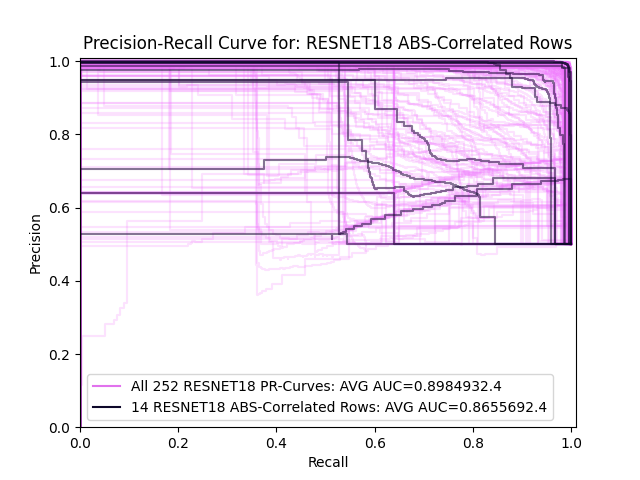 Precision-Recall Curve for: RESNET18 ABS-Correlated Rows
1.0
0.8
0.6
0.4
0.2
0.0
Precision
All 252 RESNET18 PR-Curves: AVG AUC=0.8984932.4
14 RESNET18 ABS-Correlated Rows: AVG AUC=0.8655692.4
0.0 0.2 0.4 0.6 0.8 1.0
Recall